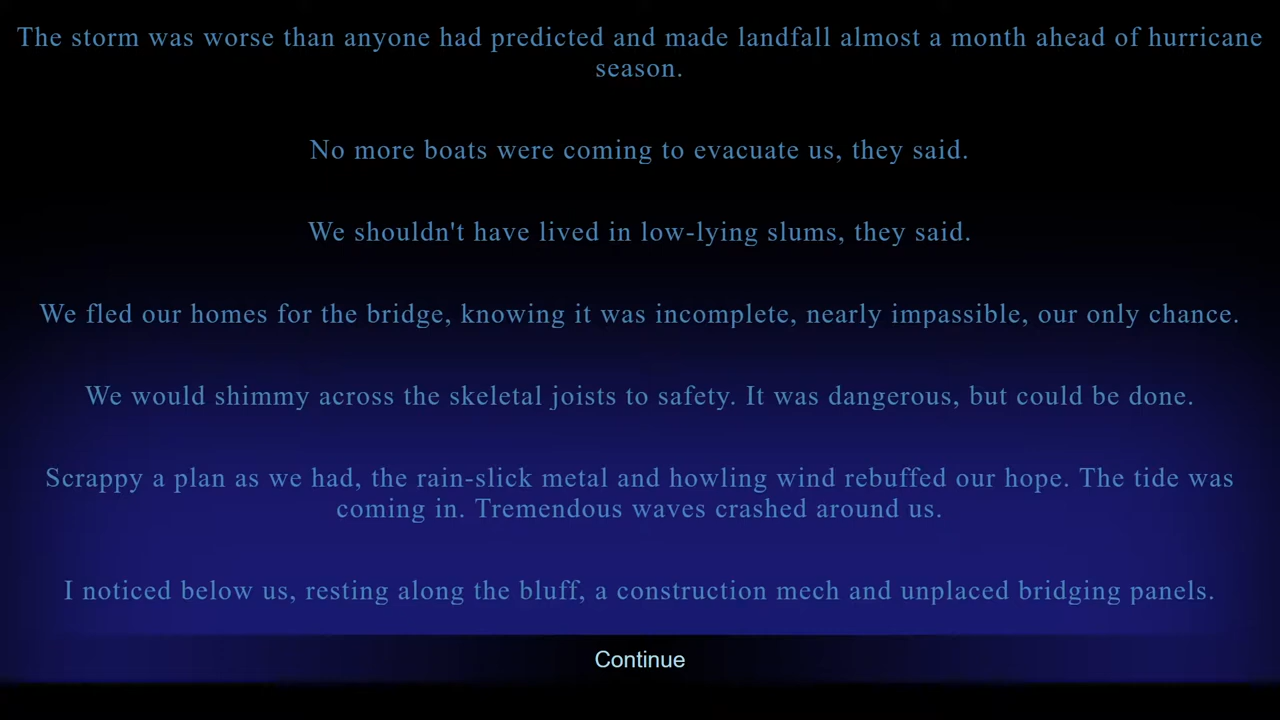 The storm was worse than anyone had predicted and made landfall almost a month ahead of hurricane
season.
No more boats were coming to evacuate us, they said.
We shouldn't have lived in low-lying slums, they said.
We fled our homes for the bridge, knowing it was incomplete, nearly impassible, our only chance.
We would shimmy across the skeletal joists to safety. It was dangerous, but could be done.
Scrappy a plan as we had, the rain-slick metal and howling wind rebuffed our hope. The tide was
coming in. Tremendous waves crashed around us.
I noticed below us, resting along the bluff, a construction mech and unplaced bridging panels.
Continue